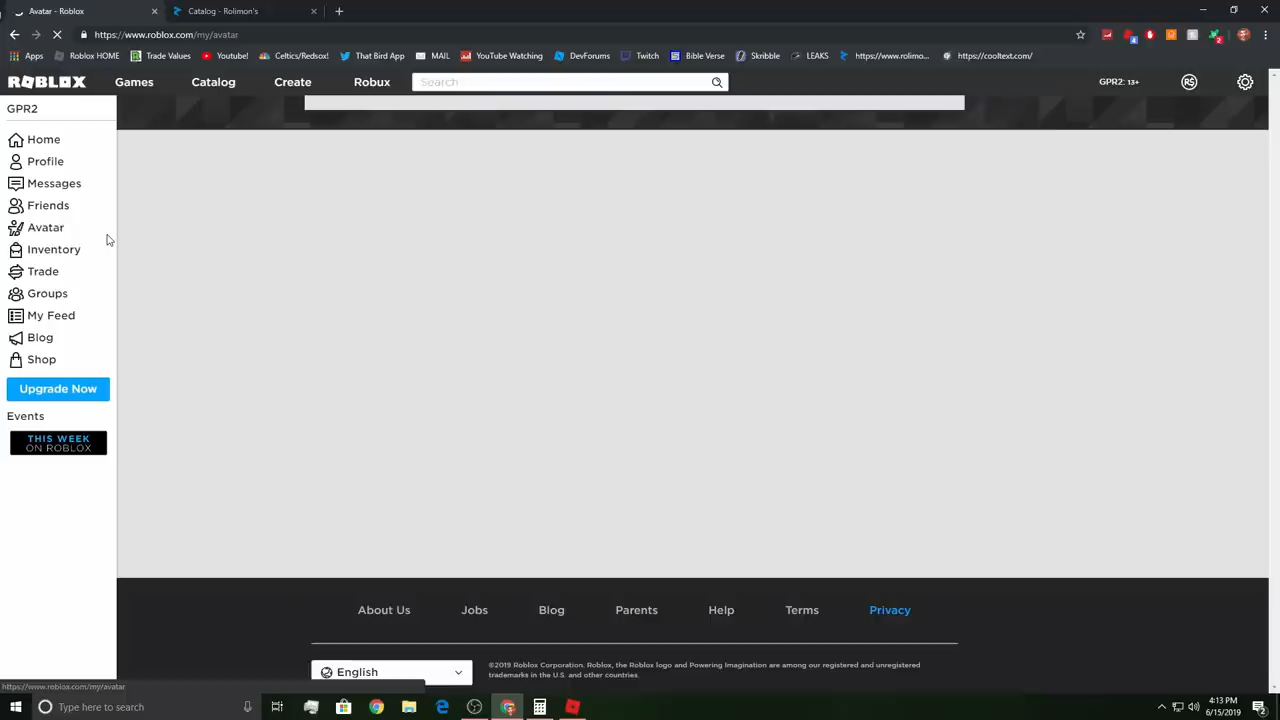 Avatar - Roblox
Catalog - Rolimon's
https://www.roblox.com/my/avatar
Apps
Roblox HOME
Trade Values
Youtube!
Celtics/Redsox!
That Bird App
MAIL
YouTube Watching
DevForums
Twitch
Bible Verse
Skribble
LEAKS
https://www.rolimo...
https://cooltext.com/
ROBLOX
Games
Catalog
Create
Robux
Search
GPR2: 13+
GPR2
Home
Profile
Messages
Friends
Avatar
Inventory
Trade
Groups
My Feed
Blog
Shop
Upgrade Now
Events
THIS WEEK
ON ROBLOX
About Us
Jobs
Blog
Parents
Help
Terms
Privacy
English
©2019 Roblox Corporation. Roblox, the Roblox logo and Powering Imagination are among our registered and unregistered
trademarks in the U.S. and other countries.
https://www.roblox.com/my/avatar
Type here to search
4:13 PM
6/15/2019